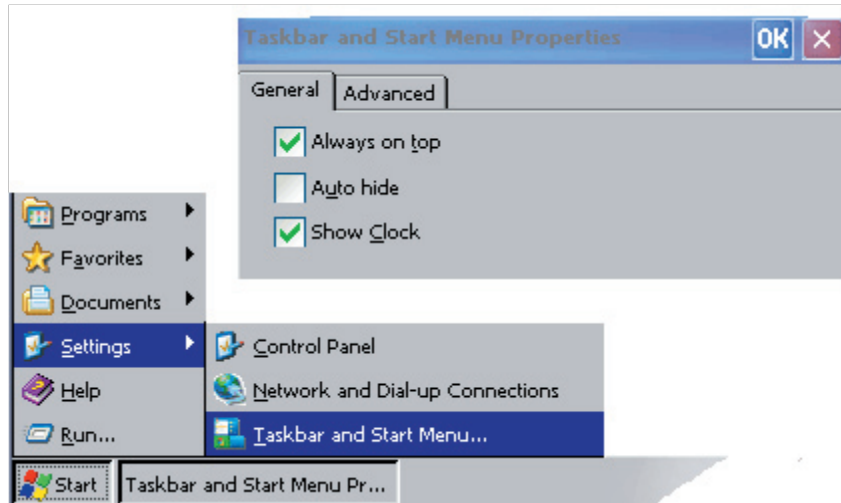 Taskbar and Start Menu Properties OK
General Advanced
Always on top
Auto hide
Show Clock
Programs
Favorites
Documents
Settings
Help
Run...
Control Panel
Network and Dial-up Connections
Taskbar and Start Menu...
Start Taskbar and Start Menu Pr...